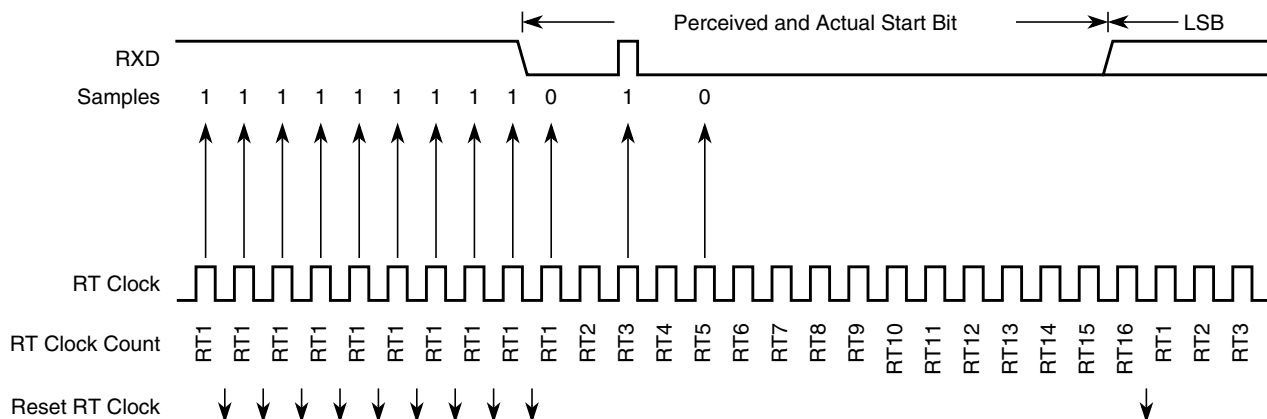 Perceived and Actual Start Bit LSB
RXD
Samples 1 1 1 1 1 1 1 1 1 0 1 0
RT Clock
RT Clock Count RT1 RT1 RT1 RT1 RT1 RT1 RT1 RT1 RT1 RT1 RT2 RT3 RT4 RT5 RT6 RT7 RT8 RT9 RT10 RT11 RT12 RT13 RT14 RT15 RT16 RT1 RT2 RT3
Reset RT Clock